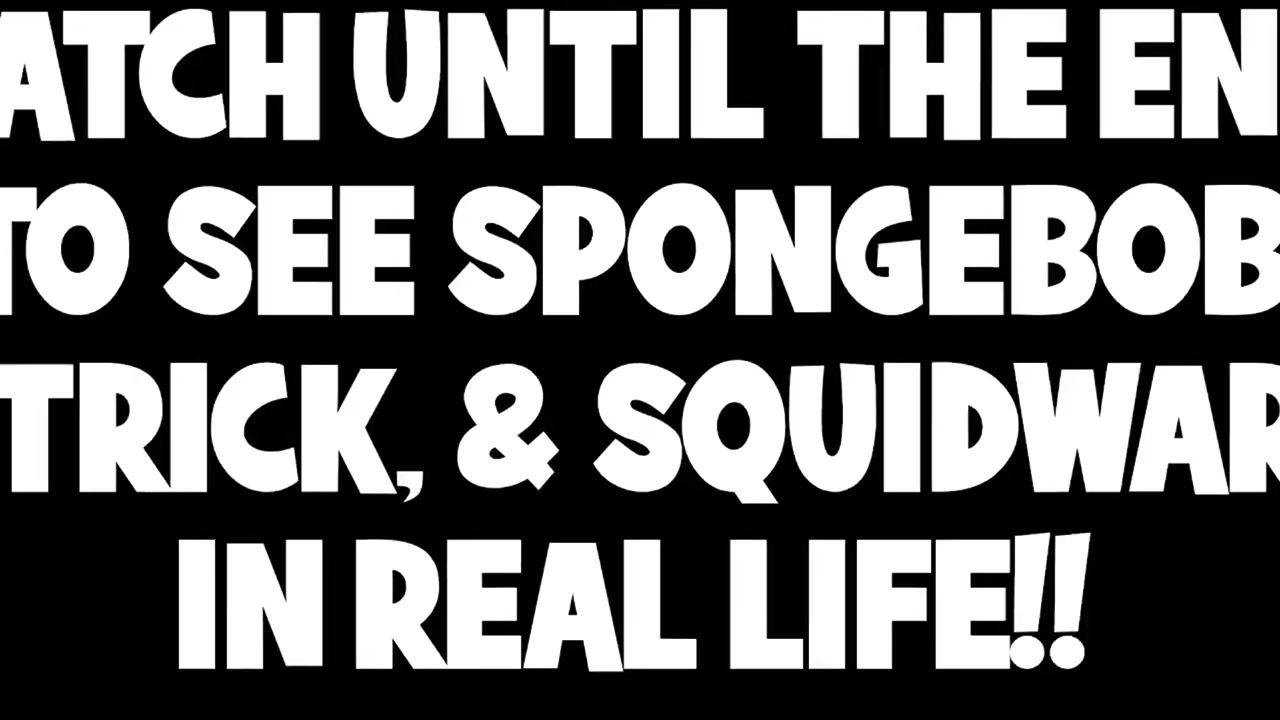 ATCH UNTIL THE EN
TO SEE SPONGEBOB
TRICK, & SQUIDWAR
IN REAL LIFE!!